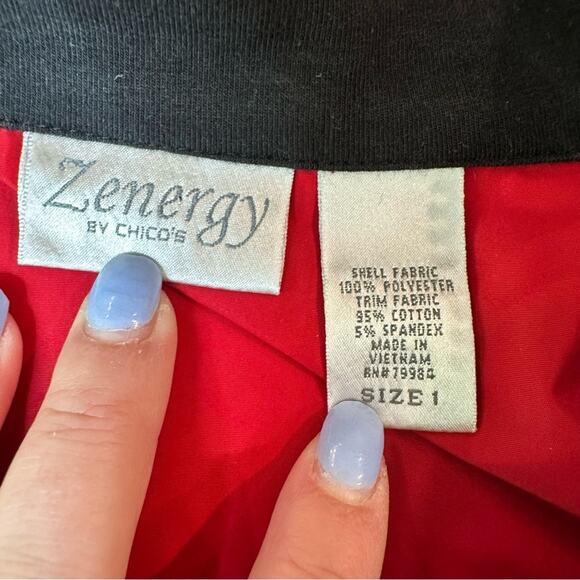 Zenergy
BY CHICO'S
SHELL FABRIC
100% POLYESTER
TRIM FABRIC
95% COTTON
5% SPANDEX
MADE IN
VIETNAM
RN#79984
SIZE 1